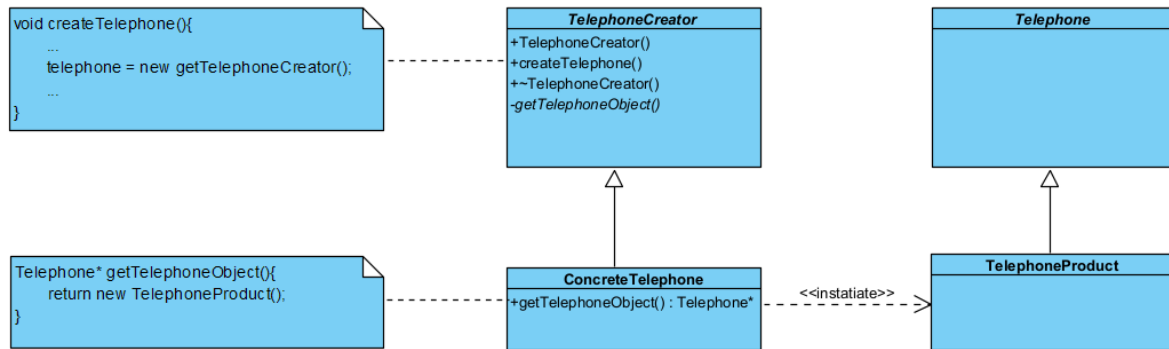 void createTelephone(){
...
telephone = new getTelephoneCreator();
...
}
TelephoneCreator
+TelephoneCreator()
+createTelephone()
+~TelephoneCreator()
-getTelephoneObject()
Telephone
Telephone* getTelephoneObject(){
return new TelephoneProduct();
}
ConcreteTelephone
+getTelephoneObject() : Telephone*
<<instatiate>>
TelephoneProduct